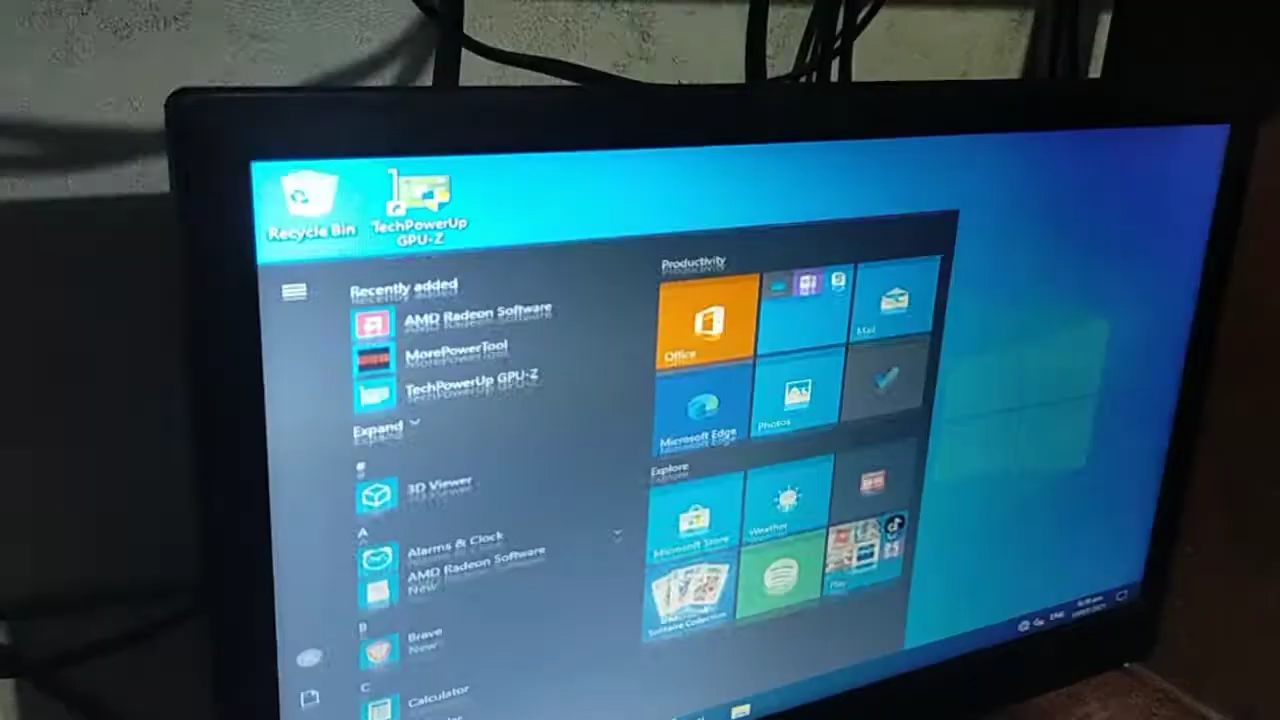 Recycle Bin
TechPowerUp
GPU-Z
Recently added
AMD Radeon Software
MorePowerTool
TechPowerUp GPU-Z
Expand
#
3D Viewer
A
Alarms & Clock
AMD Radeon Software
New
B
Brave
New
C
Calculator
Productivity
Office
Mail
Microsoft Edge
Photos
Explore
Microsoft Store
Weather
Solitaire Collection
Play
ENG